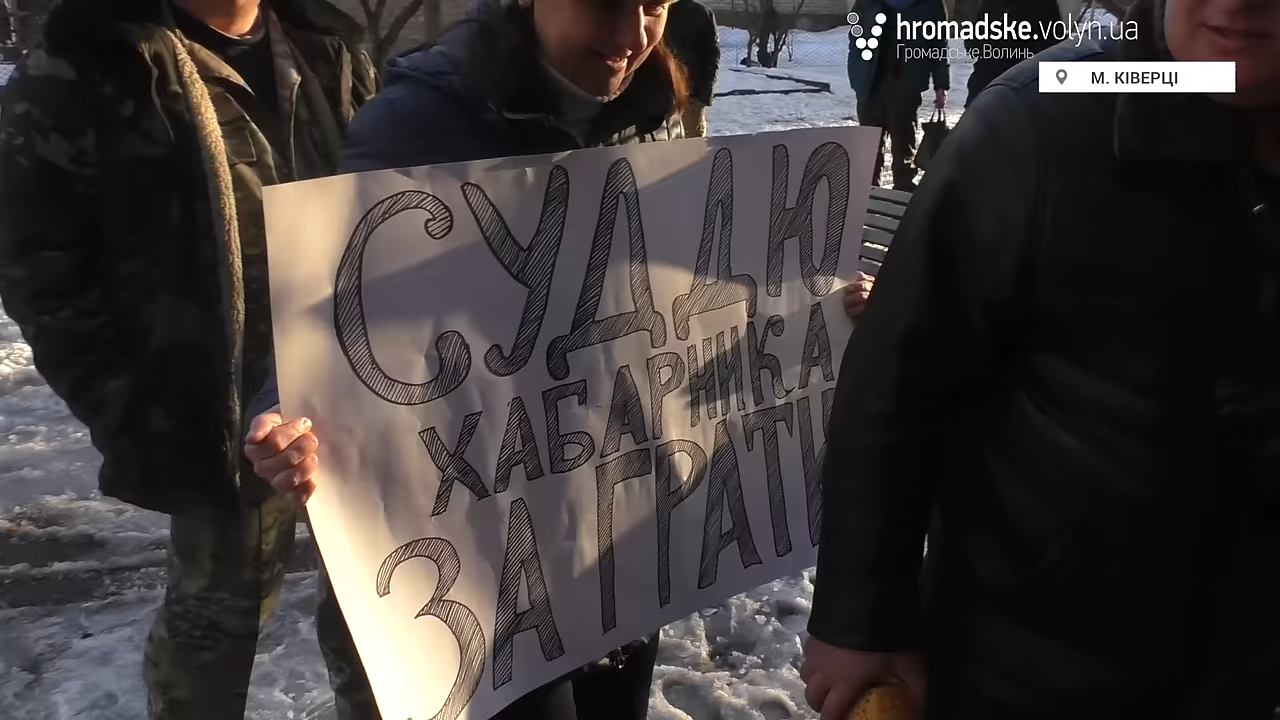 hromadske.volyn.ua
Громадське.Волинь
М. КІВЕРЦІ
СУДДЮ
ХАБАРНИКА
ЗА ГРАТИ